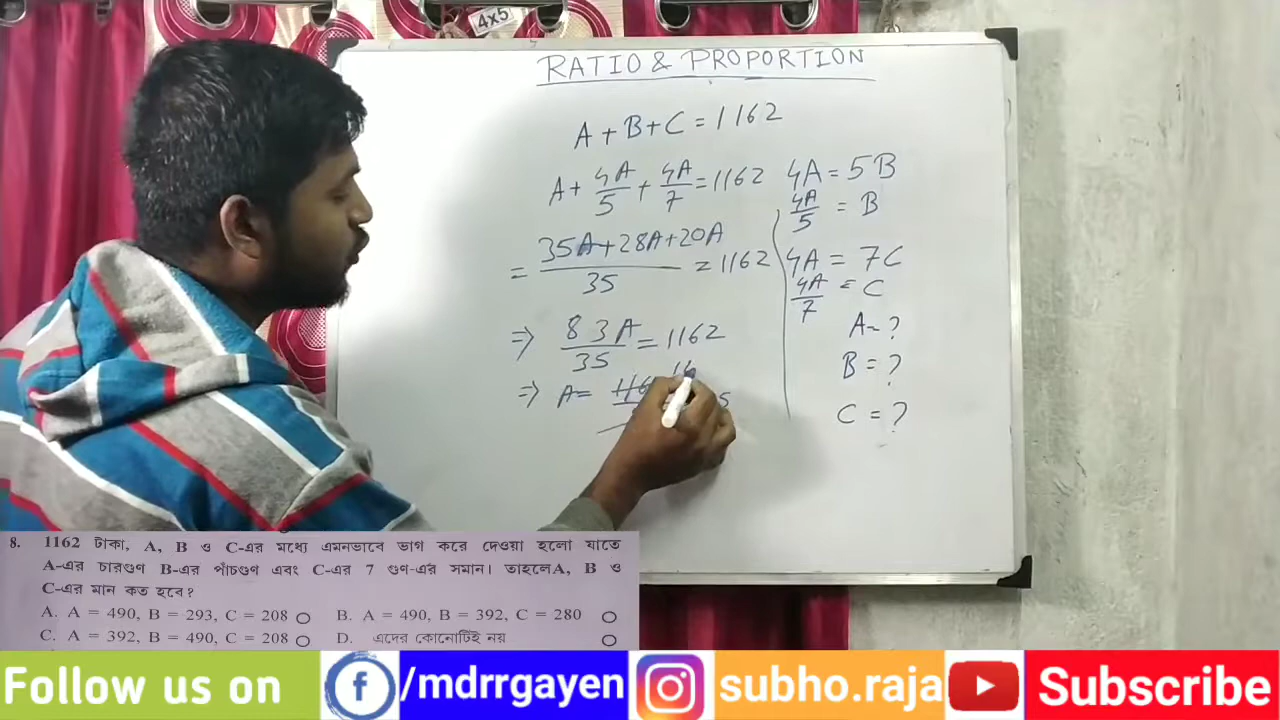 4x5
RATIO & PROPORTION
A + B + C = 1162
A + 4A/5 + 4A/7 = 1162
= 35A + 28A + 20A / 35 = 1162
⇒ 83A/35 = 1162
⇒ A =
4A = 5B
4A/5 = B
4A = 7C
4A/7 = C
A = ?
B = ?
C = ?
8. 1162 টাকা, A, B ও C-এর মধ্যে এমনভাবে ভাগ করে দেওয়া হলো যাতে
A-এর চারগুণ B-এর পাঁচগুণ এবং C-এর 7 গুণ-এর সমান। তাহলে A, B ও
C-এর মান কত হবে?
A. A = 490, B = 293, C = 208 B. A = 490, B = 392, C = 280
C. A = 392, B = 490, C = 208 D. এদের কোনোটিই নয়
Follow us on f /mdrrgayen subho.raja Subscribe